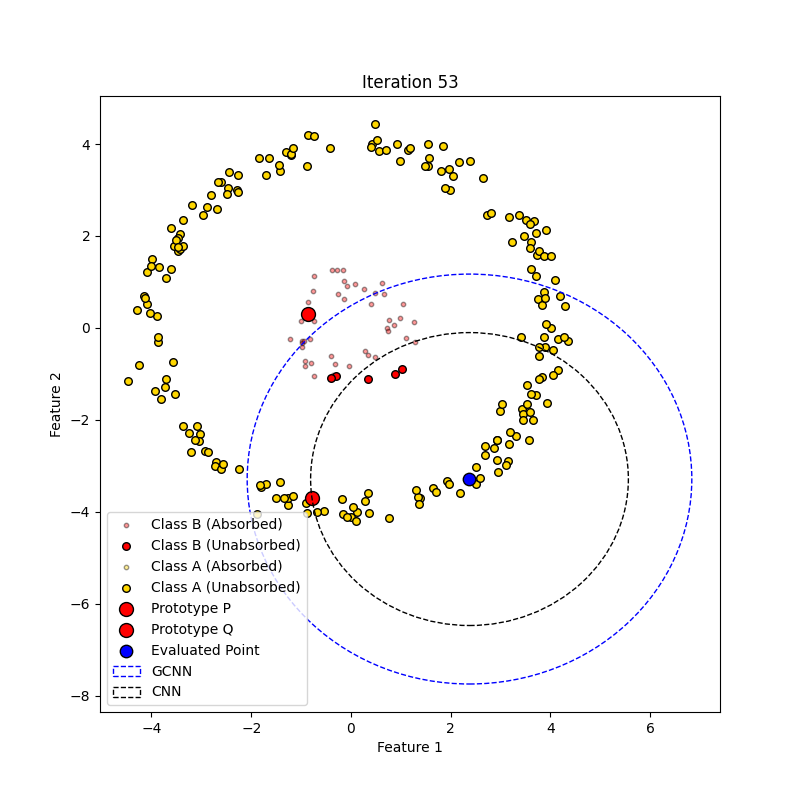 Iteration 53
4
2
0
−2
−4
−6
−8
Feature 2
Class B (Absorbed)
Class B (Unabsorbed)
Class A (Absorbed)
Class A (Unabsorbed)
Prototype P
Prototype Q
Evaluated Point
GCNN
CNN
−4 −2 0 2 4 6
Feature 1